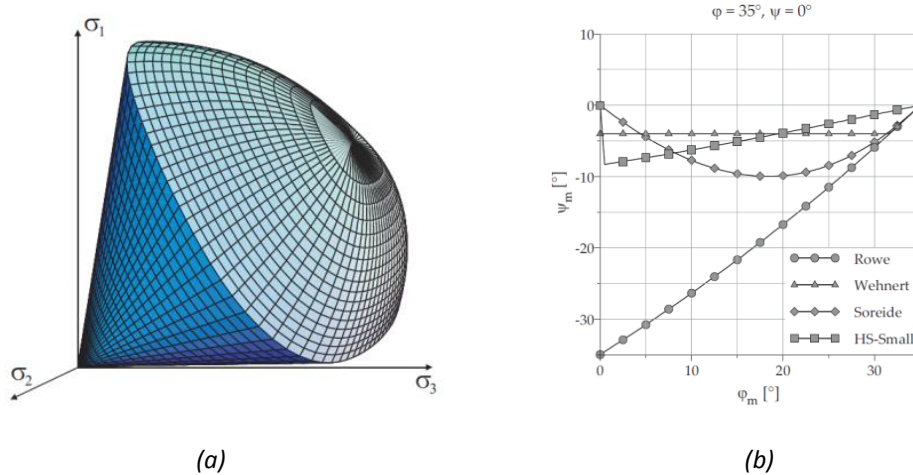 σ₁
σ₂
σ₃
(a)
φ = 35°, ψ = 0°
ψₘ [°]
10
0
-10
-20
-30
0
10
20
30
φₘ [°]
Rowe
Wehnert
Soreide
HS-Small
(b)